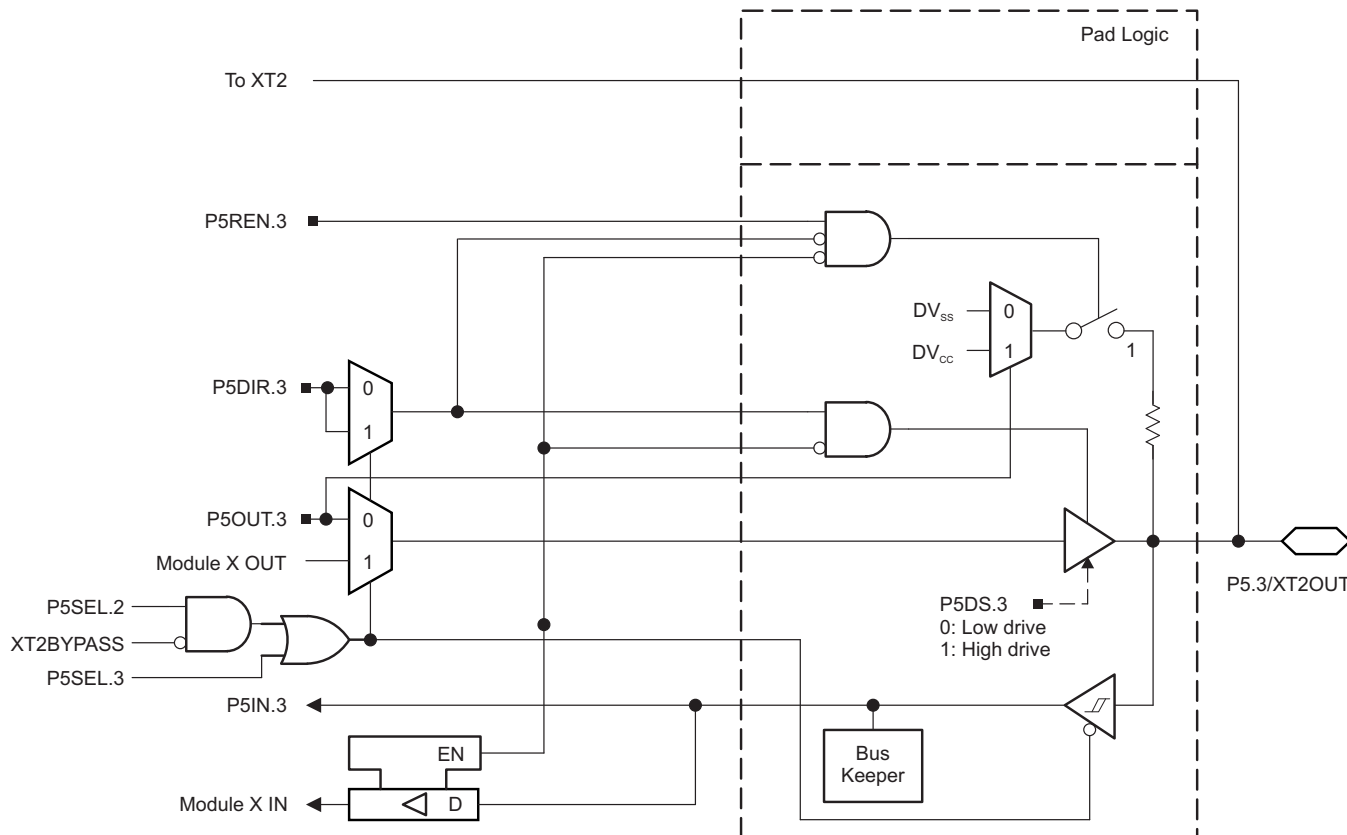 Pad Logic
To XT2
P5REN.3
DVSS
0
DVCC
1
1
P5DIR.3
0
1
P5OUT.3
0
Module X OUT
1
P5.3/XT2OUT
P5DS.3
0: Low drive
1: High drive
P5SEL.2
XT2BYPASS
P5SEL.3
P5IN.3
EN
Bus
Keeper
Module X IN
D